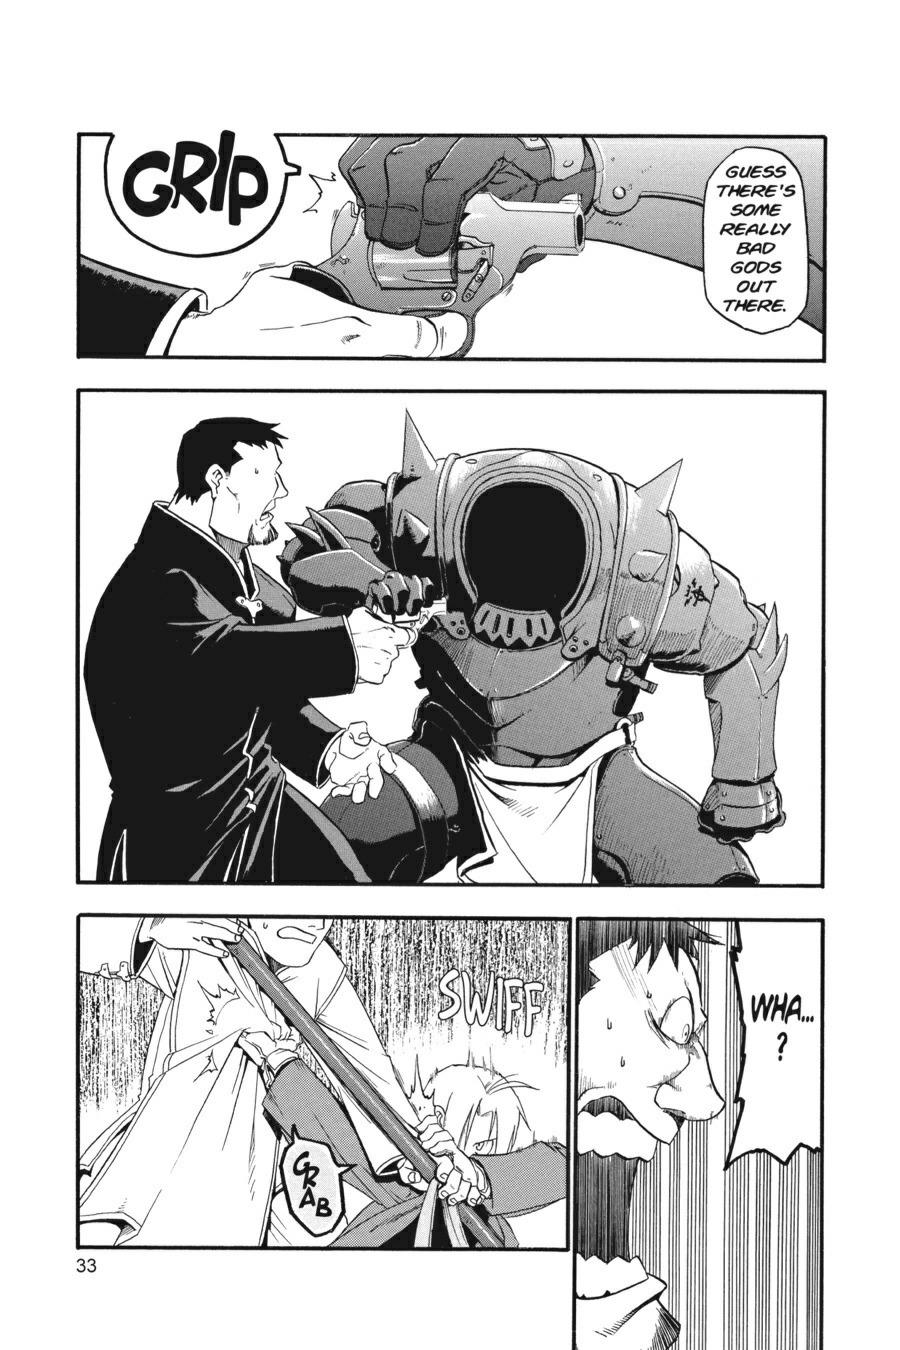 GRIP
GUESS
THERE'S
SOME
REALLY
BAD
GODS
OUT
THERE.
SWIFF
GRAB
WHA...
?
33